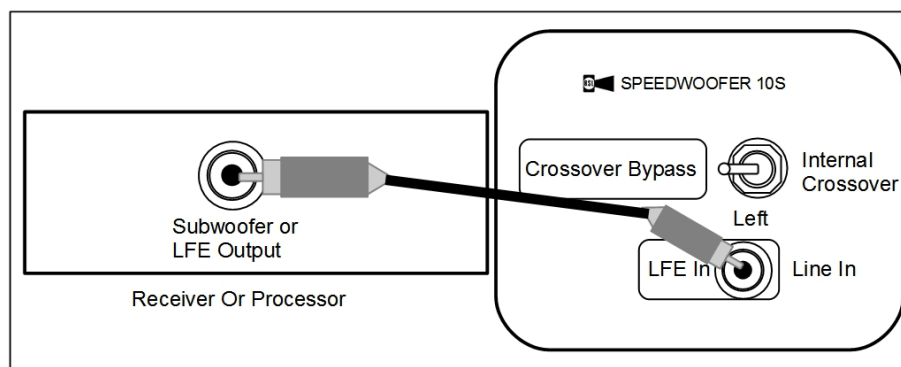 SPEEDWOOFER 10S
Crossover Bypass
Internal
Crossover
Left
Subwoofer or
LFE Output
LFE In
Line In
Receiver Or Processor